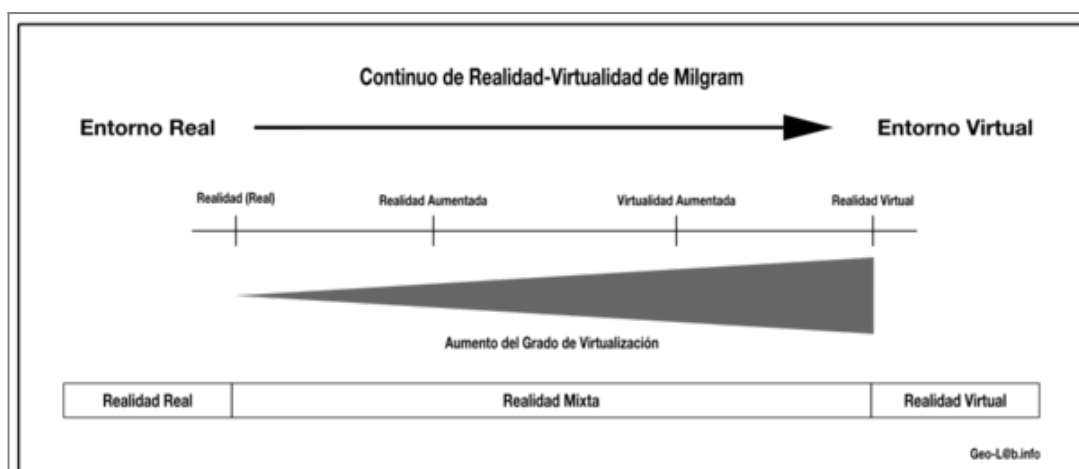 Continuo de Realidad-Virtualidad de Milgram
Entorno Real
Entorno Virtual
Realidad (Real)
Realidad Aumentada
Virtualidad Aumentada
Realidad Virtual
Aumento del Grado de Virtualización
Realidad Real
Realidad Mixta
Realidad Virtual
Geo-L@b.info